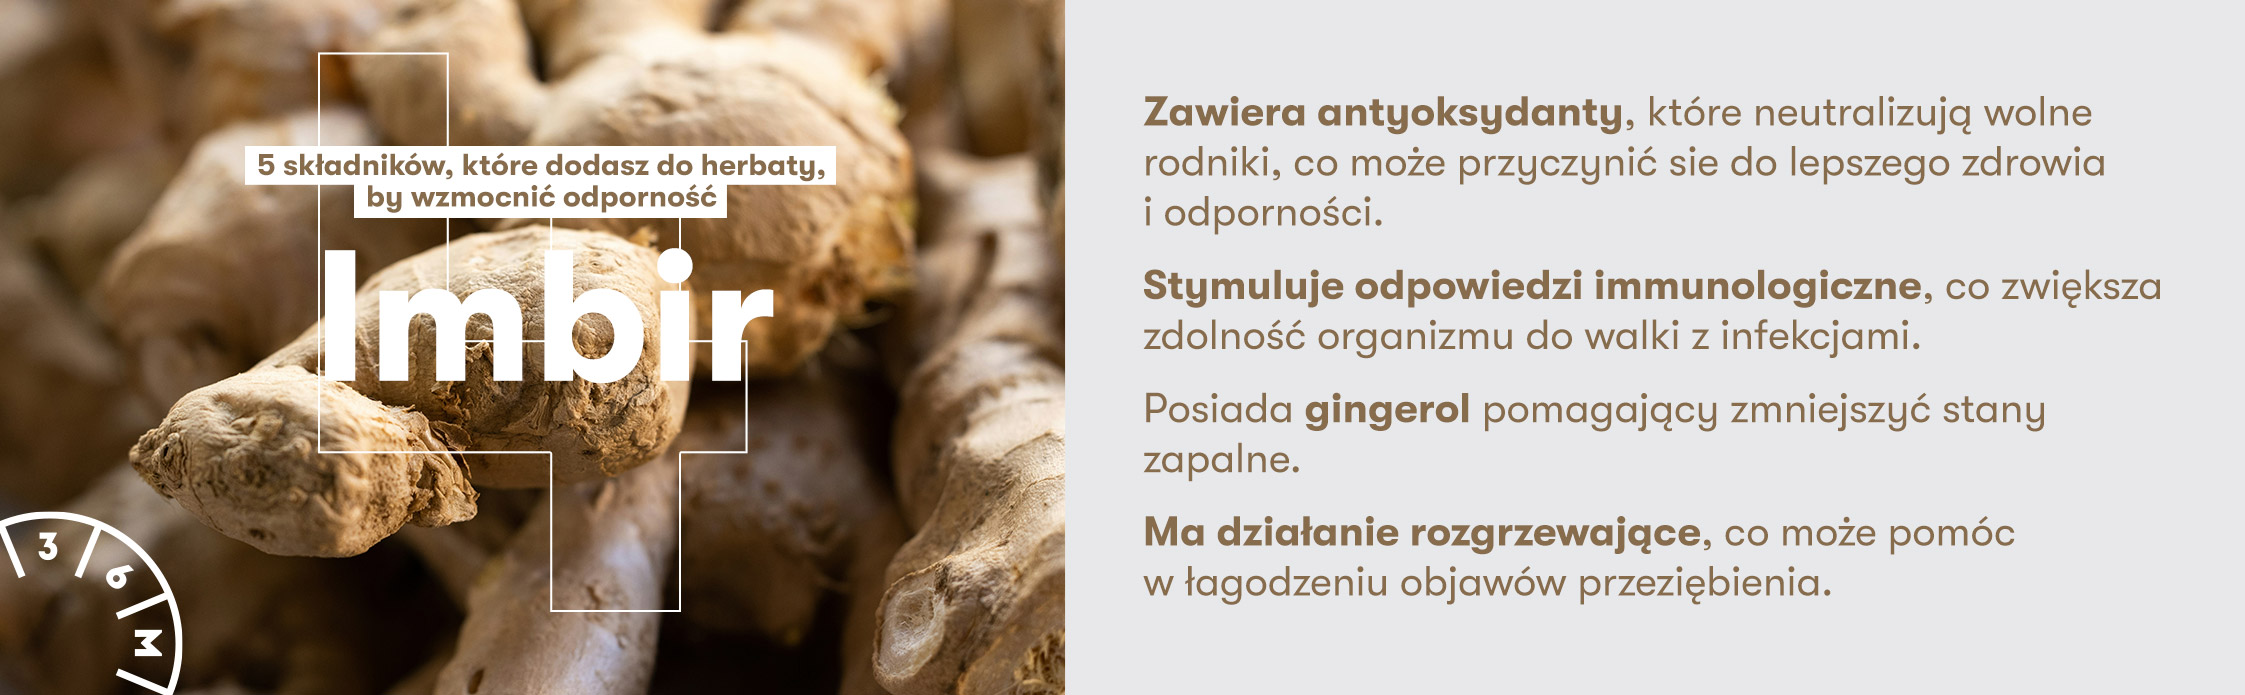 5 składników, które dodasz do herbaty,
by wzmocnić odporność
Imbir
3
6
M
Zawiera antyoksydanty, które neutralizują wolne
rodniki, co może przyczynić sie do lepszego zdrowia
i odporności.
Stymuluje odpowiedzi immunologiczne, co zwiększa
zdolność organizmu do walki z infekcjami.
Posiada gingerol pomagający zmniejszyć stany
zapalne.
Ma działanie rozgrzewające, co może pomóc
w łagodzeniu objawów przeziębienia.